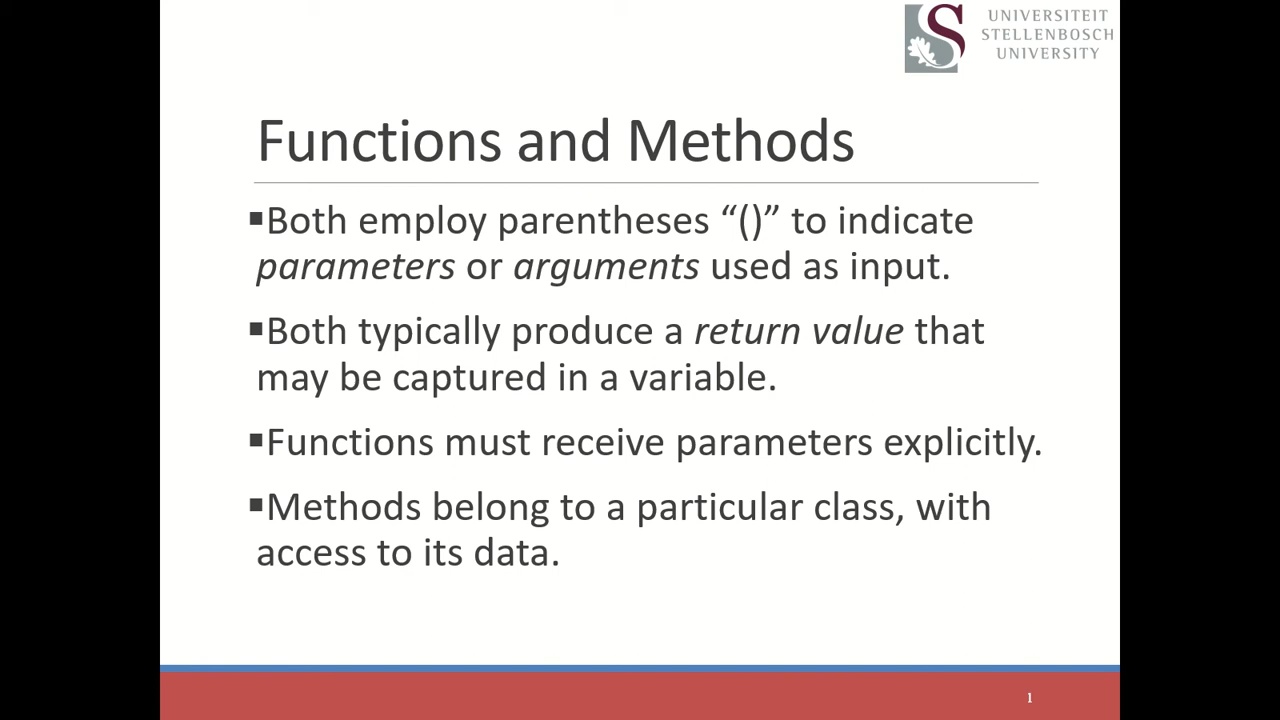 UNIVERSITEIT
STELLENBOSCH
UNIVERSITY
Functions and Methods
▪Both employ parentheses “()” to indicate
parameters or arguments used as input.
▪Both typically produce a return value that
may be captured in a variable.
▪Functions must receive parameters explicitly.
▪Methods belong to a particular class, with
access to its data.
1